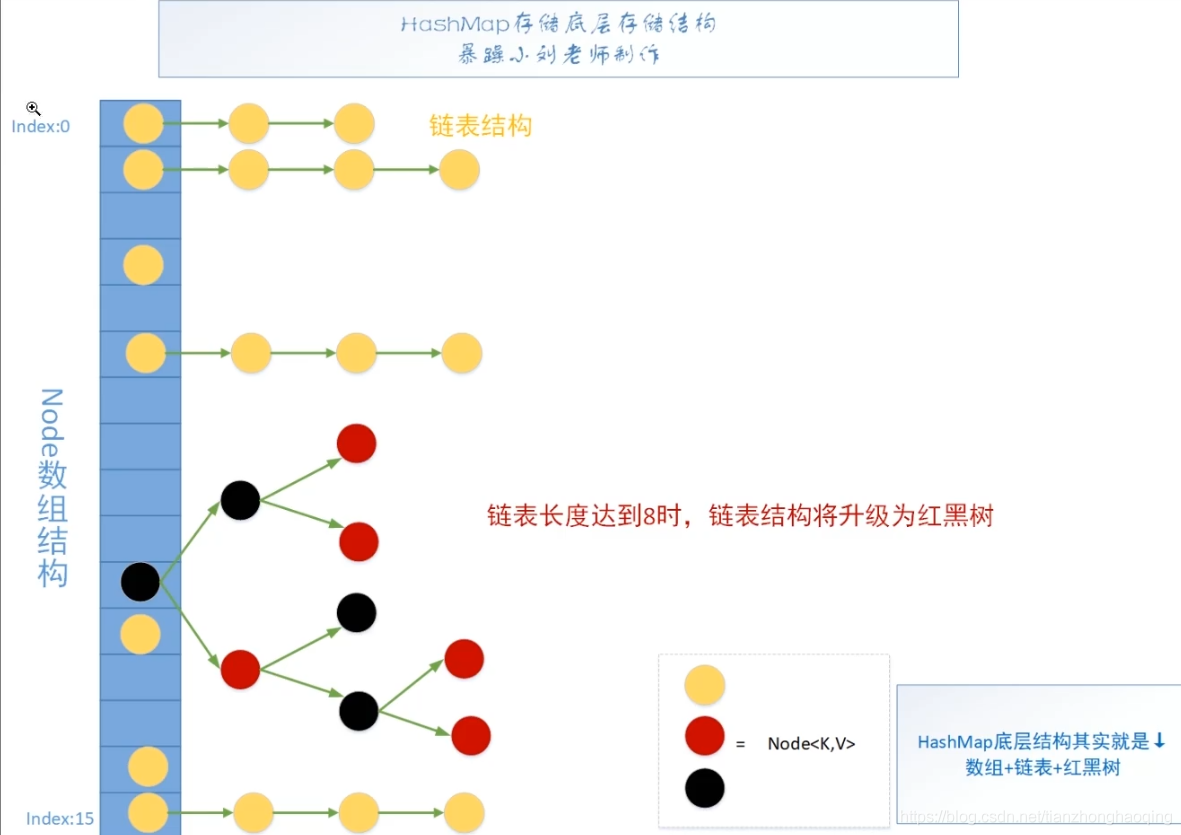 HashMap存储底层存储结构
暴躁小刘老师制作
Index:0
链表结构
Node数组结构
链表长度达到8时，链表结构将升级为红黑树
= Node<K,V>
HashMap底层结构其实就是↓
数组+链表+红黑树
Index:15
https://blog.csdn.net/lianzhonghaoqing